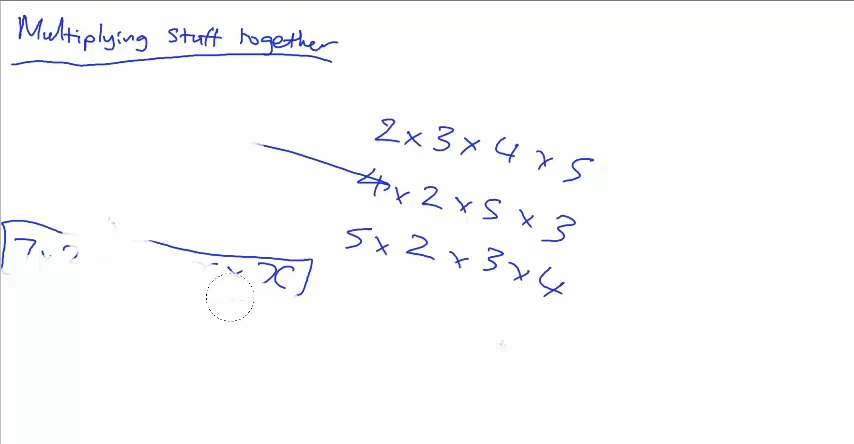 Multiplying stuff together
2 × 3 × 4 × 5
4 × 2 × 5 × 3
5 × 2 × 3 × 4
× x